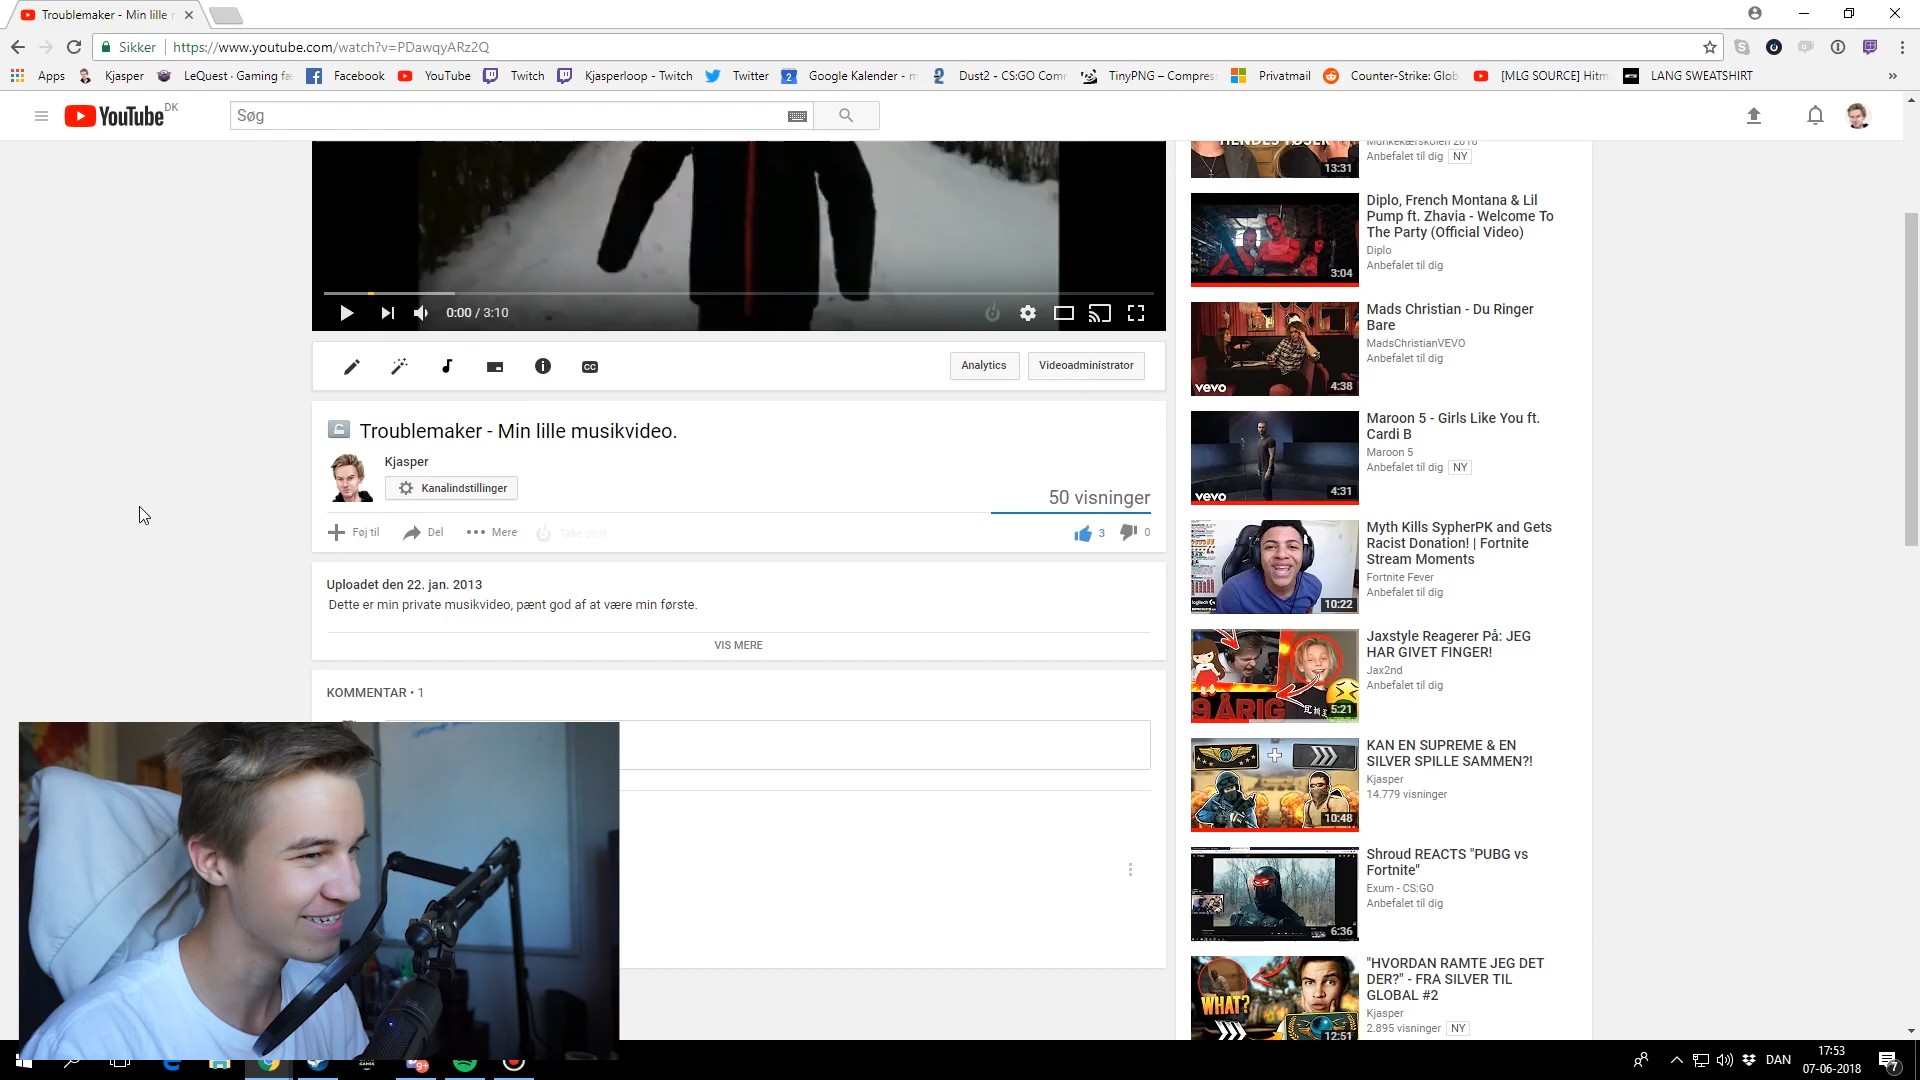 Troublemaker - Min lille
Sikker
https://www.youtube.com/watch?v=PDawqyARz2Q
Apps
Kjasper
LeQuest · Gaming fæ
Facebook
YouTube
Twitch
Kjasperloop - Twitch
Twitter
Google Kalender - m
Dust2 - CS:GO Comr
TinyPNG – Compress
Privatmail
Counter-Strike: Glob
[MLG SOURCE] Hitm
LANG SWEATSHIRT
YouTube DK
Søg
0:00 / 3:10
Analytics
Videoadministrator
Troublemaker - Min lille musikvideo.
Kjasper
Kanalindstillinger
50 visninger
Føj til
Del
Mere
Take shot
3
0
Uploadet den 22. jan. 2013
Dette er min private musikvideo, pænt god af at være min første.
VIS MERE
KOMMENTAR • 1
13:31
Munkekærskolen 2018
Anbefalet til dig NY
3:04
Diplo, French Montana & Lil
Pump ft. Zhavia - Welcome To
The Party (Official Video)
Diplo
Anbefalet til dig
vevo
4:38
Mads Christian - Du Ringer
Bare
MadsChristianVEVO
Anbefalet til dig
vevo
4:31
Maroon 5 - Girls Like You ft.
Cardi B
Maroon 5
Anbefalet til dig NY
10:22
Myth Kills SypherPK and Gets
Racist Donation! | Fortnite
Stream Moments
Fortnite Fever
Anbefalet til dig
9 ÅRIG
5:21
Jaxstyle Reagerer På: JEG
HAR GIVET FINGER!
Jax2nd
Anbefalet til dig
10:48
KAN EN SUPREME & EN
SILVER SPILLE SAMMEN?!
Kjasper
14.779 visninger
6:36
Shroud REACTS "PUBG vs
Fortnite"
Exum - CS:GO
Anbefalet til dig
WHAT?
12:51
"HVORDAN RAMTE JEG DET
DER?" - FRA SILVER TIL
GLOBAL #2
Kjasper
2.895 visninger NY
DAN
17:53
07-06-2018
7